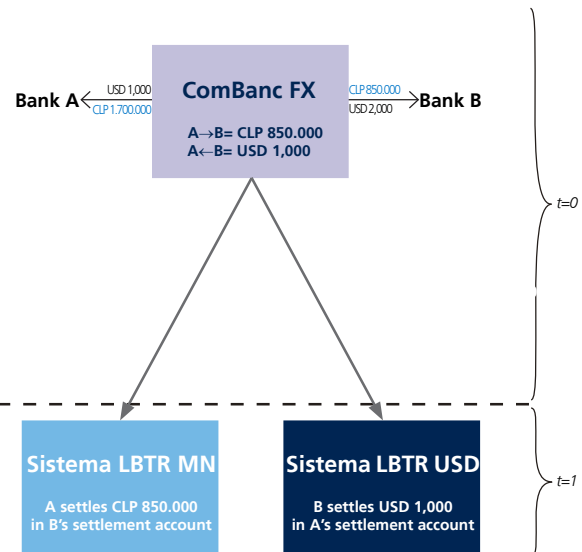 ComBanc FX
Bank A
USD 1,000
CLP 1.700.000
CLP 850.000
USD 2,000
Bank B
A→B= CLP 850.000
A←B= USD 1,000
t=0
Sistema LBTR MN
A settles CLP 850.000
in B's settlement account
Sistema LBTR USD
B settles USD 1,000
in A's settlement account
t=1